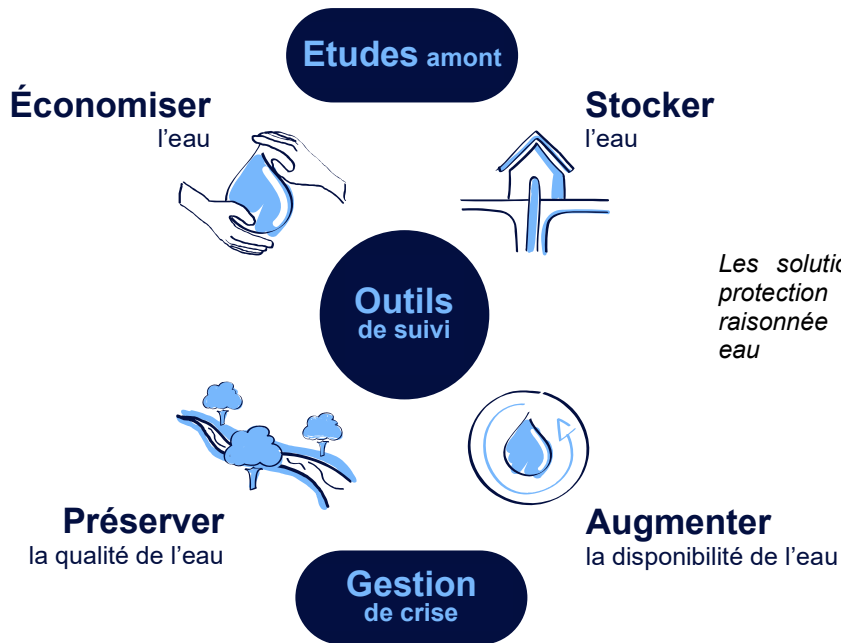 Etudes amont
Économiser
l'eau
Stocker
l'eau
Outils
de suivi
Les solutio
protection
raisonnée
eau
Préserver
la qualité de l'eau
Augmenter
la disponibilité de l'eau
Gestion
de crise